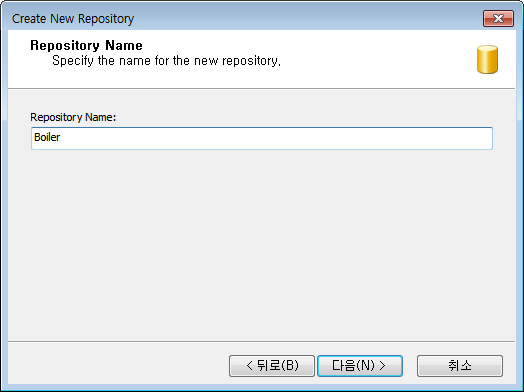 Create New Repository
Repository Name
Specify the name for the new repository.
Repository Name:
Boiler
< 뒤로(B)
다음(N) >
취소